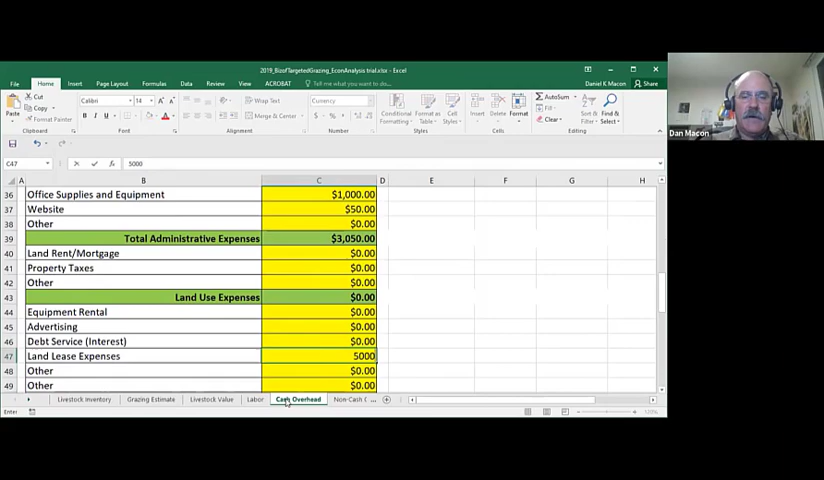 2019_BizofTargetedGrazing_EconAnalysis trial.xlsx - Excel
File Home Insert Page Layout Formulas Data Review View ACROBAT Tell me what you want to do... Daniel K Macon Share
Cut
Copy
Format Painter
Paste
Clipboard
Calibri 14
B I U
Font
Wrap Text
Merge & Center
Alignment
Currency
$ % ,
Number
Conditional Formatting
Format as Table
Cell Styles
Styles
Insert Delete Format
Cells
AutoSum
Fill
Clear
Sort & Filter
Find & Select
Editing
Dan Macon
C47 5000
A B C D E F G H
36 Office Supplies and Equipment $1,000.00
37 Website $50.00
38 Other $0.00
39 Total Administrative Expenses $3,050.00
40 Land Rent/Mortgage $0.00
41 Property Taxes $0.00
42 Other $0.00
43 Land Use Expenses $0.00
44 Equipment Rental $0.00
45 Advertising $0.00
46 Debt Service (Interest) $0.00
47 Land Lease Expenses 5000
48 Other $0.00
49 Other $0.00
Livestock Inventory Grazing Estimate Livestock Value Labor Cash Overhead Non-Cash ...
Enter